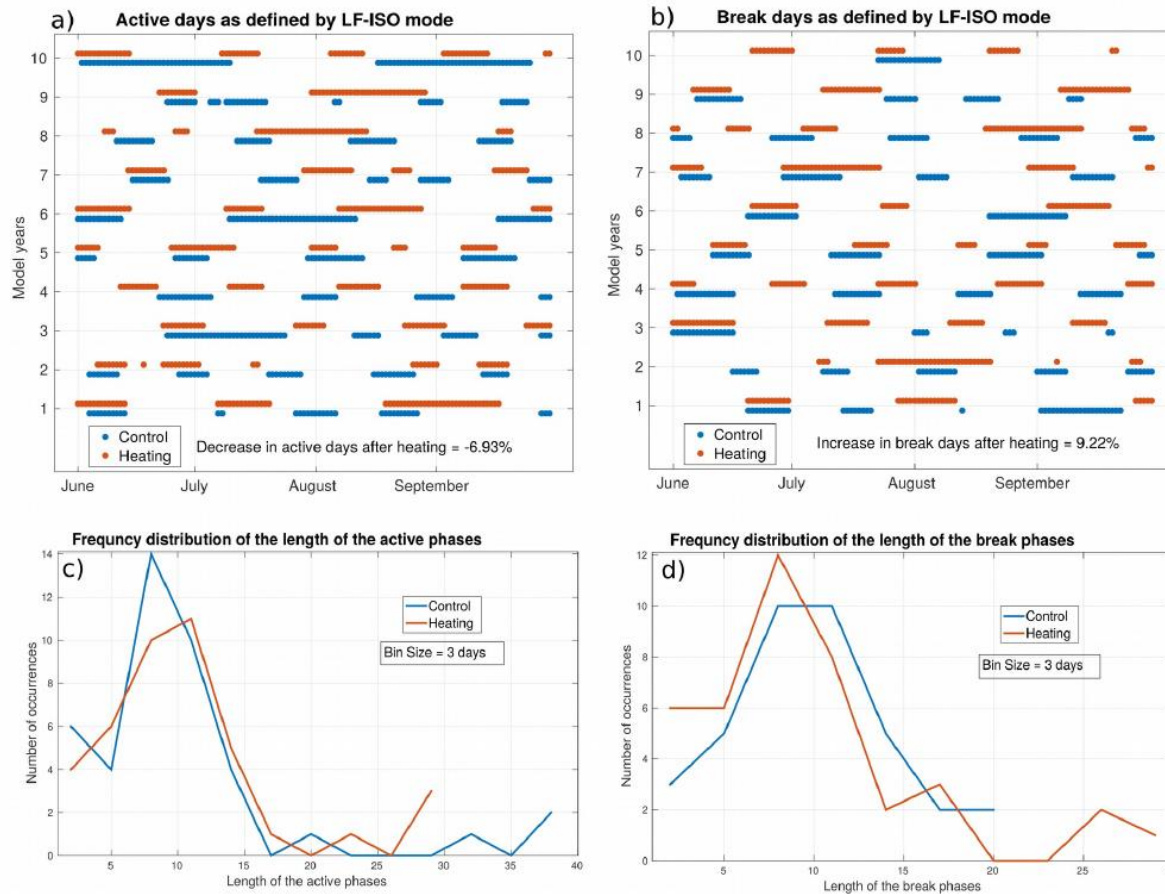 a)
Active days as defined by LF-ISO mode
10
9
8
7
6
5
4
3
2
1
Model years
Control
Heating
Decrease in active days after heating = -6.93%
June July August September
b)
Break days as defined by LF-ISO mode
10
9
8
7
6
5
4
3
2
1
Model years
Control
Heating
Increase in break days after heating = 9.22%
June July August September
Frequncy distribution of the length of the active phases
c)
14
12
10
8
6
4
2
0
Number of occurrences
Control
Heating
Bin Size = 3 days
5 10 15 20 25 30 35 40
Length of the active phases
Frequncy distribution of the length of the break phases
d)
12
10
8
6
4
2
0
Number of occurrences
Control
Heating
Bin Size = 3 days
5 10 15 20 25
Length of the break phases